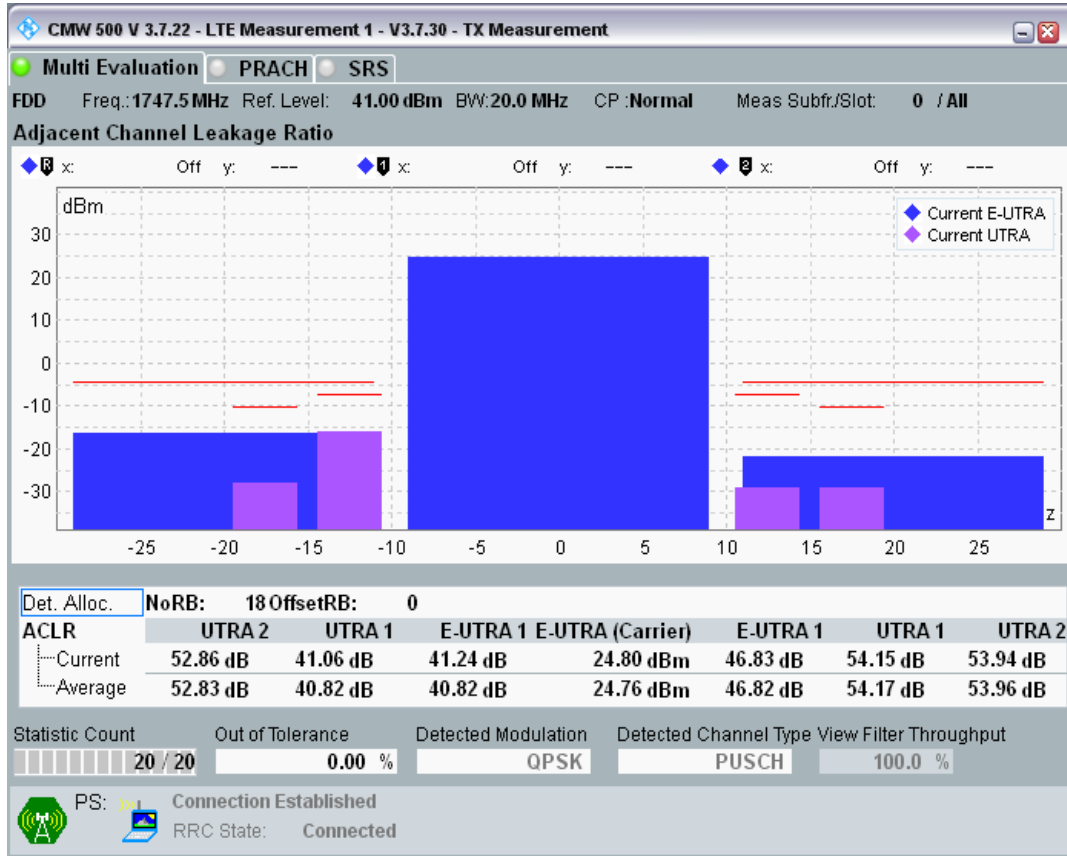 CMW 500 V 3.7.22 - LTE Measurement 1 - V3.7.30 - TX Measurement
Multi Evaluation PRACH SRS
FDD Freq.: 1747.5 MHz Ref. Level: 41.00 dBm BW: 20.0 MHz CP : Normal Meas Subfr./Slot: 0 / All
Adjacent Channel Leakage Ratio
R x: Off y: --- 1 x: Off y: --- 2 x: Off y: ---
dBm
Current E-UTRA
Current UTRA
30
20
10
0
-10
-20
-30
z
-25 -20 -15 -10 -5 0 5 10 15 20 25
Det. Alloc. NoRB: 18 OffsetRB: 0
ACLR UTRA 2 UTRA 1 E-UTRA 1 E-UTRA (Carrier) E-UTRA 1 UTRA 1 UTRA 2
Current 52.86 dB 41.06 dB 41.24 dB 24.80 dBm 46.83 dB 54.15 dB 53.94 dB
Average 52.83 dB 40.82 dB 40.82 dB 24.76 dBm 46.82 dB 54.17 dB 53.96 dB
Statistic Count Out of Tolerance Detected Modulation Detected Channel Type View Filter Throughput
20 / 20 0.00 % QPSK PUSCH 100.0 %
PS: Connection Established
RRC State: Connected